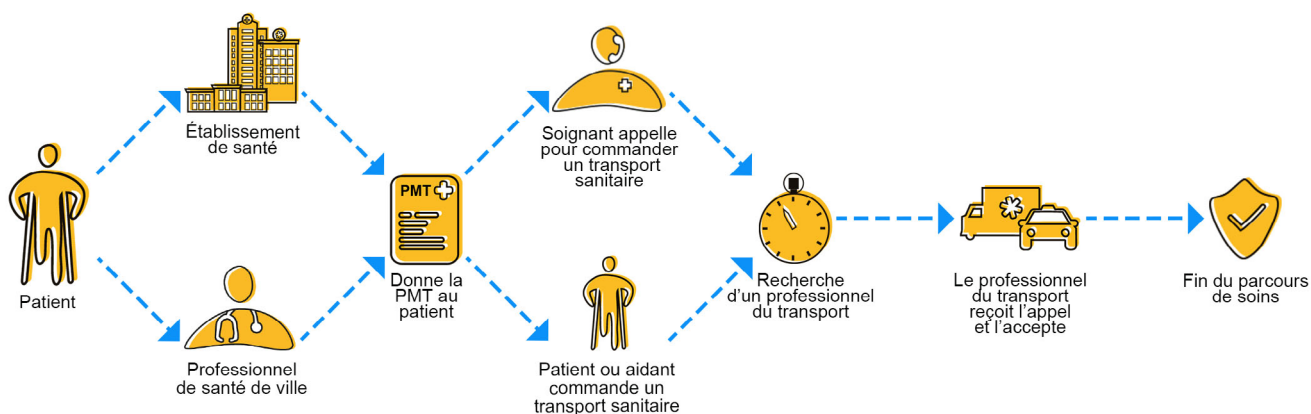 Patient
Établissement
de santé
Professionnel
de santé de ville
PMT
Donne la
PMT au
patient
Soignant appelle
pour commander
un transport
sanitaire
Patient ou aidant
commande un
transport sanitaire
Recherche
d’un professionnel
du transport
Le professionnel
du transport
reçoit l’appel
et l’accepte
Fin du parcours
de soins